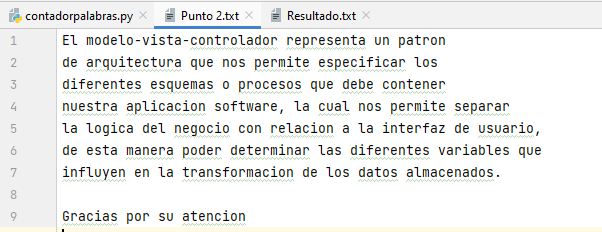 contadorpalabras.py Punto 2.txt Resultado.txt
1 El modelo-vista-controlador representa un patron
2 de arquitectura que nos permite especificar los
3 diferentes esquemas o procesos que debe contener
4 nuestra aplicacion software, la cual nos permite separar
5 la logica del negocio con relacion a la interfaz de usuario,
6 de esta manera poder determinar las diferentes variables que
7 influyen en la transformacion de los datos almacenados.
8
9 Gracias por su atencion